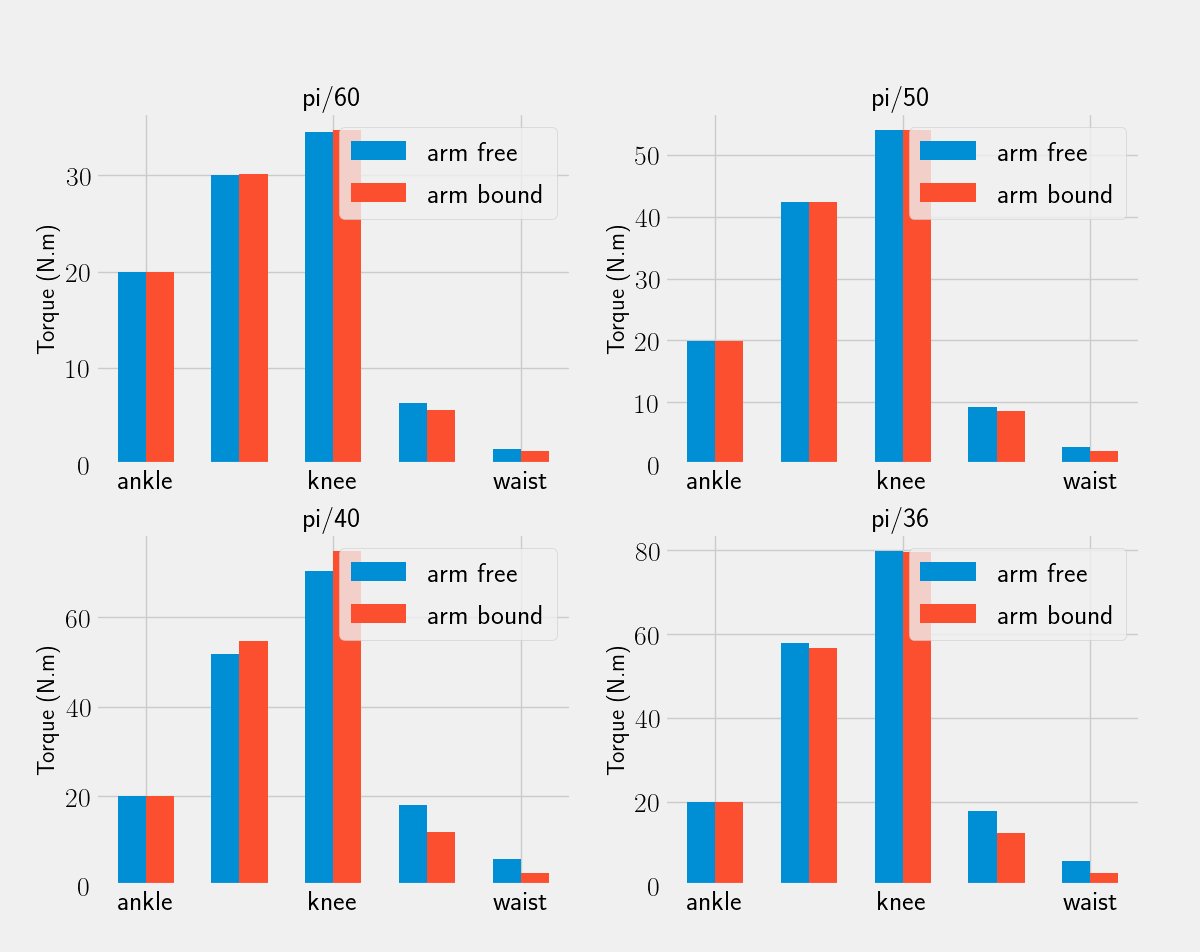 pi/60
Torque (N.m)
30
20
10
0
arm free
arm bound
ankle knee waist
pi/50
Torque (N.m)
50
40
30
20
10
0
arm free
arm bound
ankle knee waist
pi/40
Torque (N.m)
60
40
20
0
arm free
arm bound
ankle knee waist
pi/36
Torque (N.m)
80
60
40
20
0
arm free
arm bound
ankle knee waist